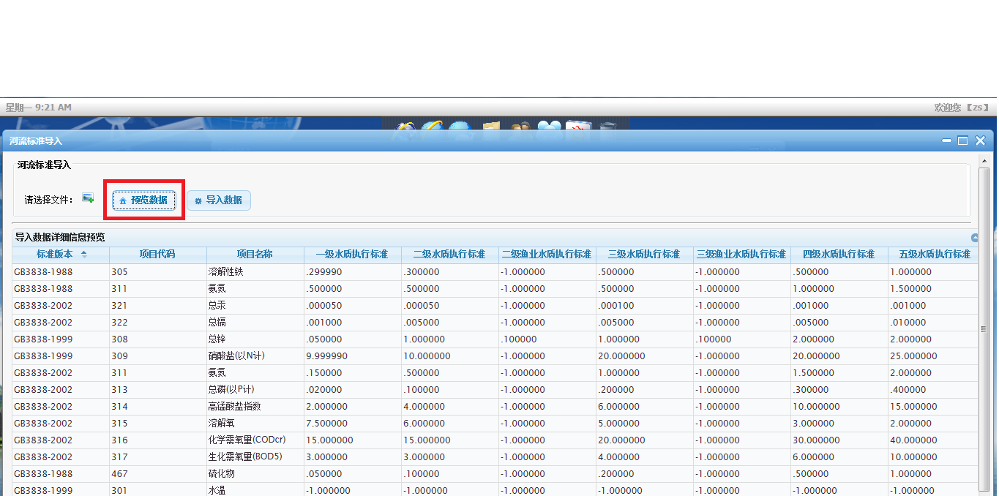 星期一 9:21 AM 欢迎您 【zs】
河流标准导入
河流标准导入
请选择文件： 预览数据 导入数据
导入数据详细信息预览
标准版本 项目代码 项目名称 一级水质执行标准 二级水质执行标准 二级渔业水质执行标准 三级水质执行标准 三级渔业水质执行标准 四级水质执行标准 五级水质执行标准
GB3838-1988 305 溶解性铁 .299990 .300000 -1.000000 .500000 -1.000000 .500000 1.000000
GB3838-1988 311 氨氮 .500000 .500000 -1.000000 .500000 -1.000000 1.000000 1.500000
GB3838-2002 321 总汞 .000050 .000050 -1.000000 .000100 -1.000000 .001000 .001000
GB3838-2002 322 总镉 .001000 .005000 -1.000000 .005000 -1.000000 .005000 .010000
GB3838-1999 308 总锌 .050000 1.000000 .100000 1.000000 .100000 2.000000 2.000000
GB3838-1999 309 硝酸盐(以N计) 9.999990 10.000000 -1.000000 20.000000 -1.000000 20.000000 25.000000
GB3838-2002 311 氨氮 .150000 .500000 -1.000000 1.000000 -1.000000 1.500000 2.000000
GB3838-2002 313 总磷(以P计) .020000 .100000 -1.000000 .200000 -1.000000 .300000 .400000
GB3838-2002 314 高锰酸盐指数 2.000000 4.000000 -1.000000 6.000000 -1.000000 10.000000 15.000000
GB3838-2002 315 溶解氧 7.500000 6.000000 -1.000000 5.000000 -1.000000 3.000000 2.000000
GB3838-2002 316 化学需氧量(CODcr) 15.000000 15.000000 -1.000000 20.000000 -1.000000 30.000000 40.000000
GB3838-2002 317 生化需氧量(BOD5) 3.000000 3.000000 -1.000000 4.000000 -1.000000 6.000000 10.000000
GB3838-1988 467 硫化物 .050000 .100000 -1.000000 .200000 -1.000000 .500000 1.000000
GB3838-1999 301 水温 -1.000000 -1.000000 -1.000000 -1.000000 -1.000000 -1.000000 -1.000000